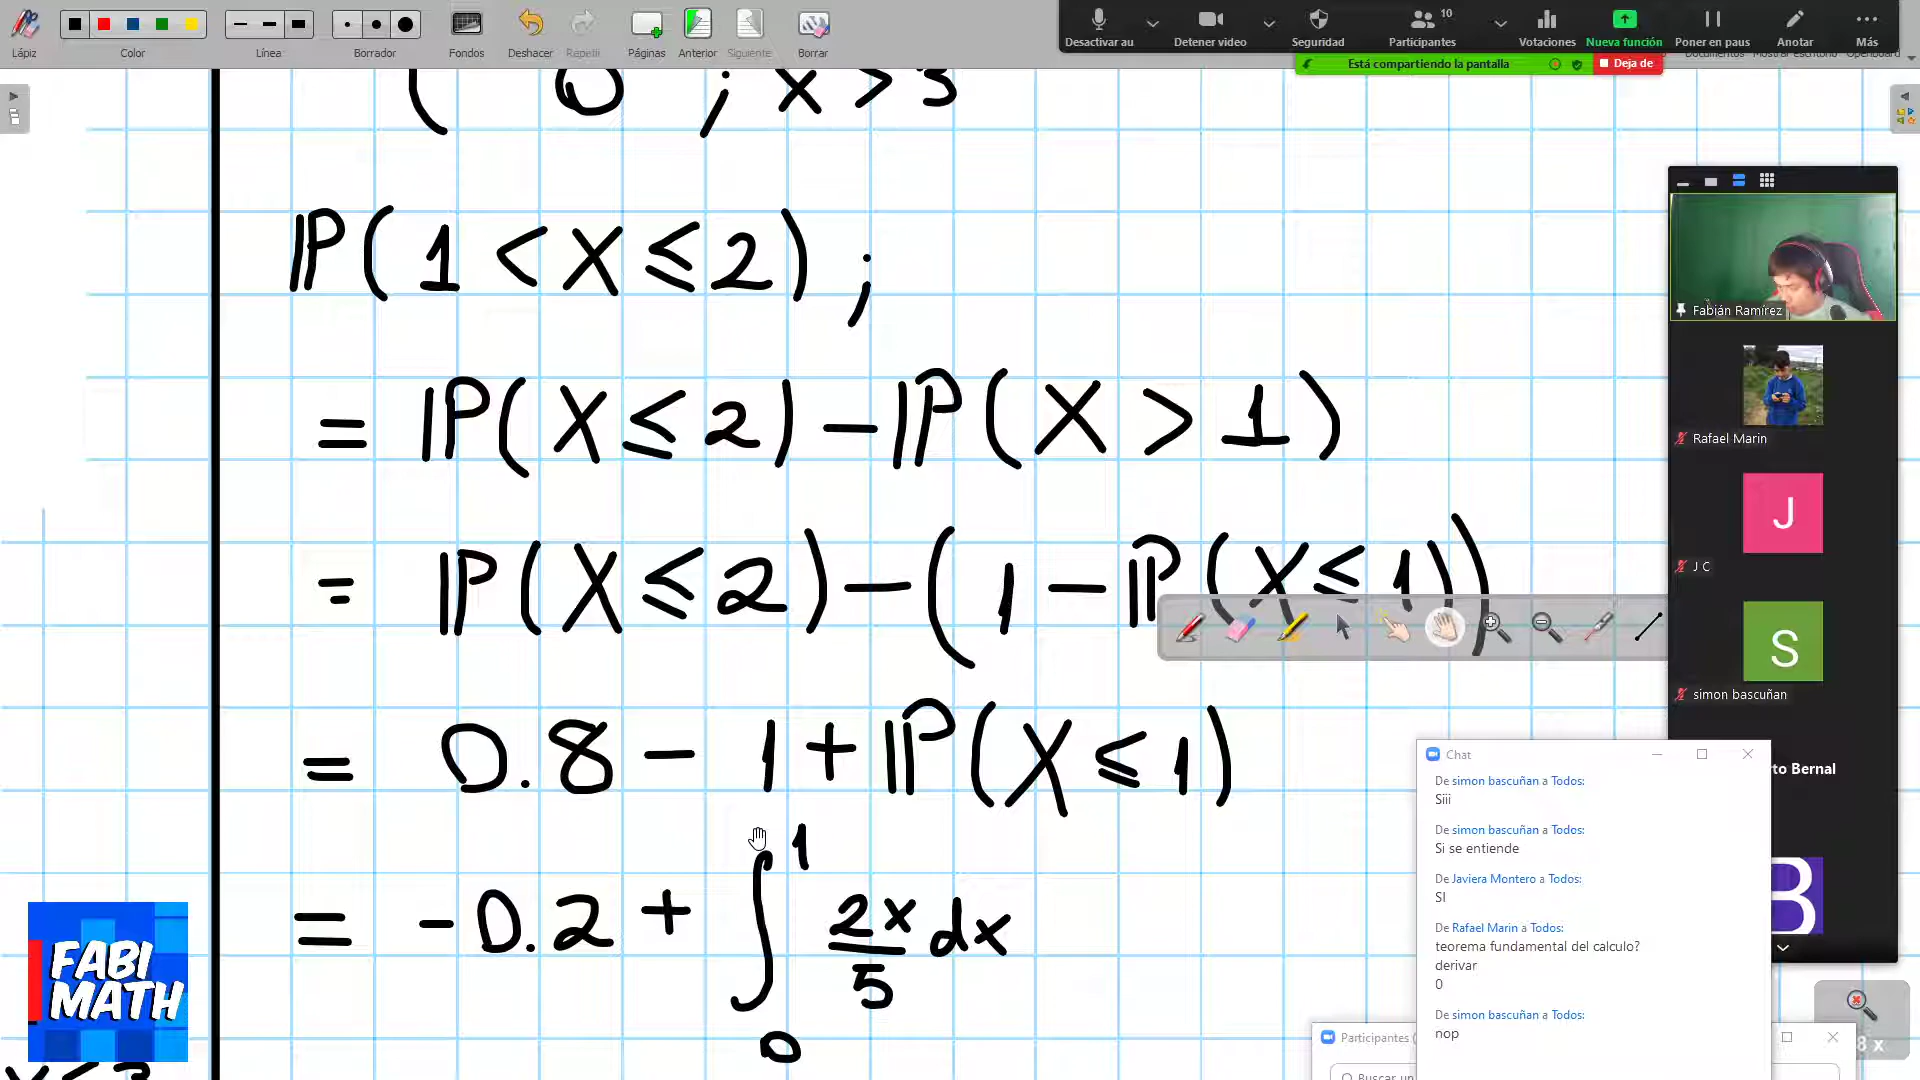 Lápiz
Color
Línea
Borrador
Fondos
Deshacer
Repetir
Páginas
Anterior
Siguiente
Borrar
Desactivar au
Detener video
Seguridad
Participantes
10
Votaciones
Nueva función
Poner en paus
Anotar
Más
Está compartiendo la pantalla
Deja de
( 0 ; x > 3
ℙ(1 < X ≤ 2) ;
= ℙ(X ≤ 2) - ℙ(X > 1)
= ℙ(X ≤ 2) - (1 - ℙ(X ≤ 1))
= 0.8 - 1 + ℙ(X ≤ 1)
= -0.2 + ∫₀¹ 2x/5 dx
FABI
MATH
Fabián Ramírez
Rafael Marin
J
J C
S
simon bascuñan
to Bernal
B
Chat
De simon bascuñan a Todos:
Siii
De simon bascuñan a Todos:
Si se entiende
De Javiera Montero a Todos:
SI
De Rafael Marin a Todos:
teorema fundamental del calculo?
derivar
0
De simon bascuñan a Todos:
nop
Participantes (
Buscar un
8 x